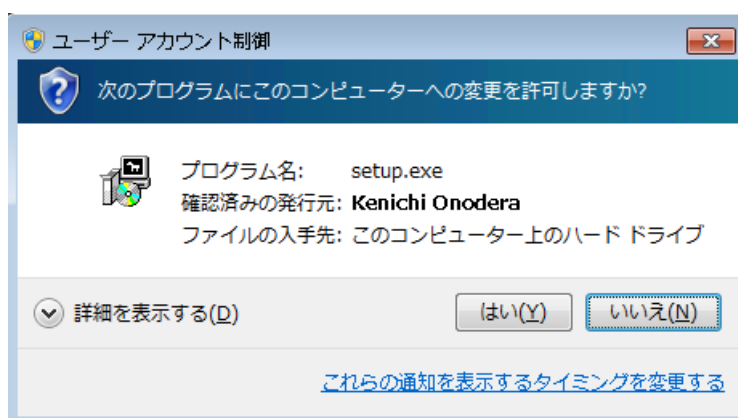 ユーザー アカウント制御
次のプログラムにこのコンピューターへの変更を許可しますか?
プログラム名: setup.exe
確認済みの発行元: Kenichi Onodera
ファイルの入手先: このコンピューター上のハード ドライブ
詳細を表示する(D) はい(Y) いいえ(N)
これらの通知を表示するタイミングを変更する